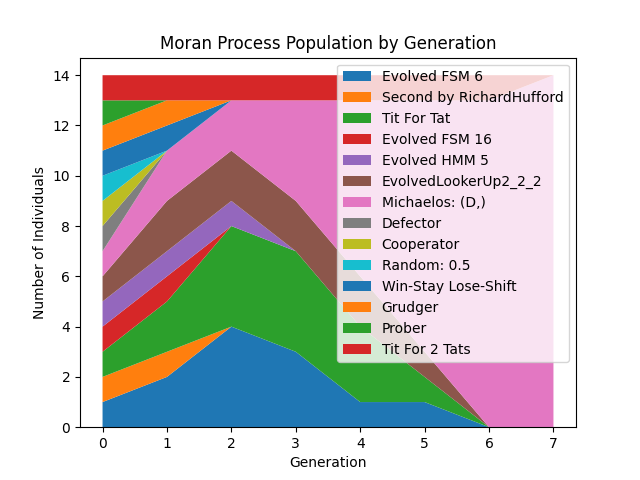 Moran Process Population by Generation
Number of Individuals
14
12
10
8
6
4
2
0
Evolved FSM 6
Second by RichardHufford
Tit For Tat
Evolved FSM 16
Evolved HMM 5
EvolvedLookerUp2_2_2
Michaelos: (D,)
Defector
Cooperator
Random: 0.5
Win-Stay Lose-Shift
Grudger
Prober
Tit For 2 Tats
0 1 2 3 4 5 6 7
Generation